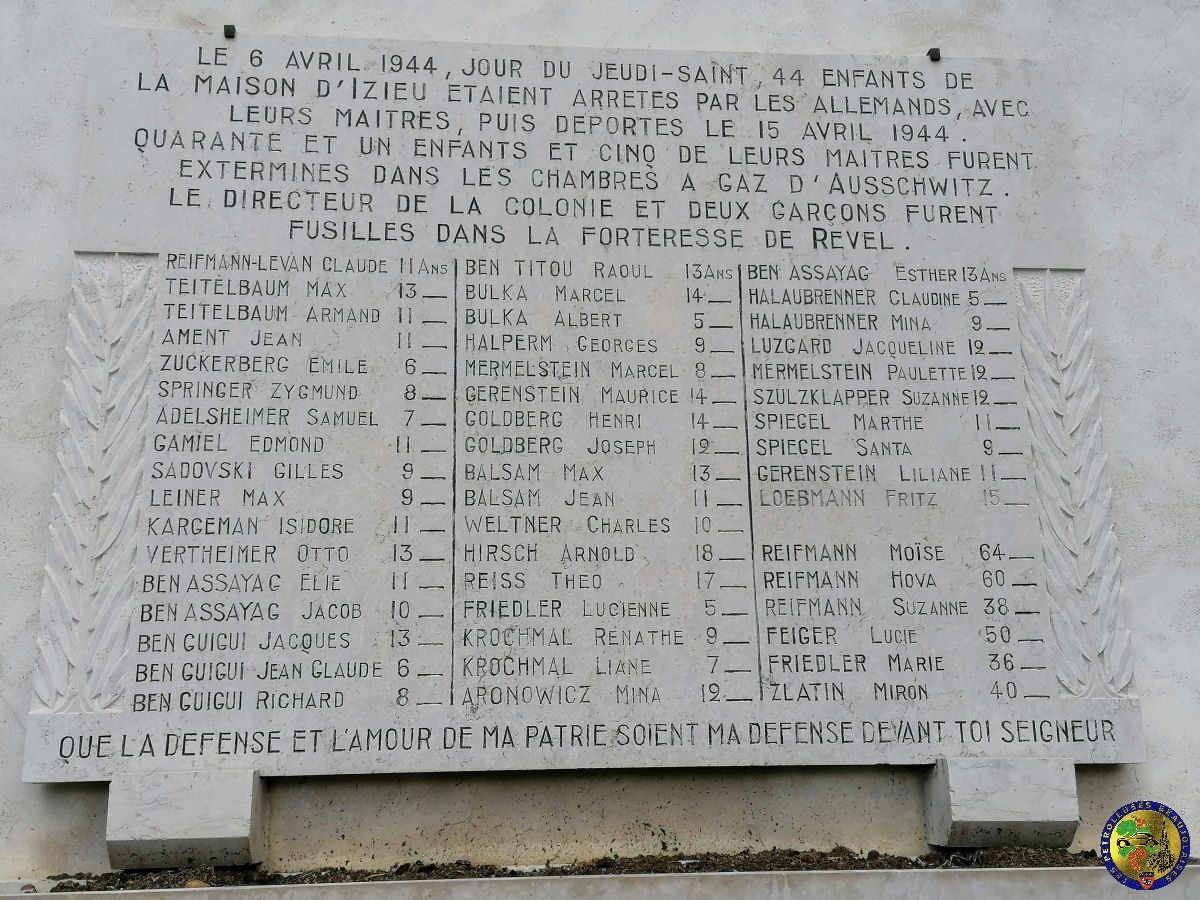 LE 6 AVRIL 1944, JOUR DU JEUDI-SAINT, 44 ENFANTS DE
LA MAISON D'IZIEU ETAIENT ARRETES PAR LES ALLEMANDS, AVEC
LEURS MAITRES, PUIS DEPORTES LE 15 AVRIL 1944.
QUARANTE ET UN ENFANTS ET CINQ DE LEURS MAITRES FURENT
EXTERMINES DANS LES CHAMBRES A GAZ D'AUSSCHWITZ.
LE DIRECTEUR DE LA COLONIE ET DEUX GARÇONS FURENT
FUSILLES DANS LA FORTERESSE DE REVEL.
REIFMANN-LEVAN CLAUDE 11 ANS
TEITELBAUM MAX 13 —
TEITELBAUM ARMAND 11 —
AMENT JEAN 11 —
ZUCKERBERG EMILE 6 —
SPRINGER ZYGMUND 8 —
ADELSHEIMER SAMUEL 7 —
GAMIEL EDMOND 11 —
SADOVSKI GILLES 9 —
LEINER MAX 9 —
KARGEMAN ISIDORE 11 —
VERTHEIMER OTTO 13 —
BEN ASSAYAG ELIE 11 —
BEN ASSAYAG JACOB 10 —
BEN GUIGUI JACQUES 13 —
BEN GUIGUI JEAN GLAUDE 6 —
BEN GUIGUI RICHARD 8 —
BEN TITOU RAOUL 13 ANS
BULKA MARCEL 14 —
BULKA ALBERT 5 —
HALPERM GEORGES 9 —
MERMELSTEIN MARCEL 8 —
GERENSTEIN MAURICE 14 —
GOLDBERG HENRI 14 —
GOLDBERG JOSEPH 12 —
BALSAM MAX 13 —
BALSAM JEAN 11 —
WELTNER CHARLES 10 —
HIRSCH ARNOLD 18 —
REISS THEO 17 —
FRIEDLER LUCIENNE 5 —
KROCHMAL RENATHE 9 —
KROCHMAL LIANE 7 —
ARONOWICZ MINA 12 —
BEN ASSAYAG ESTHER 13 ANS
HALAUBRENNER CLAUDINE 5 —
HALAUBRENNER MINA 9 —
LUZGARD JACQUELINE 12 —
MERMELSTEIN PAULETTE 12 —
SZULZKLAPPER SUZANNE 12 —
SPIEGEL MARTHE 11 —
SPIEGEL SANTA 9 —
GERENSTEIN LILIANE 11 —
LOEBMANN FRITZ 15 —
REIFMANN MOÏSE 64 —
REIFMANN HOVA 60 —
REIFMANN SUZANNE 38 —
FEIGER LUCIE 50 —
FRIEDLER MARIE 36 —
ZLATIN MIRON 40 —
QUE LA DEFENSE ET L'AMOUR DE MA PATRIE SOIENT MA DEFENSE DEVANT TOI SEIGNEUR
LES PETROLLEUSES BEAUJOLAISES